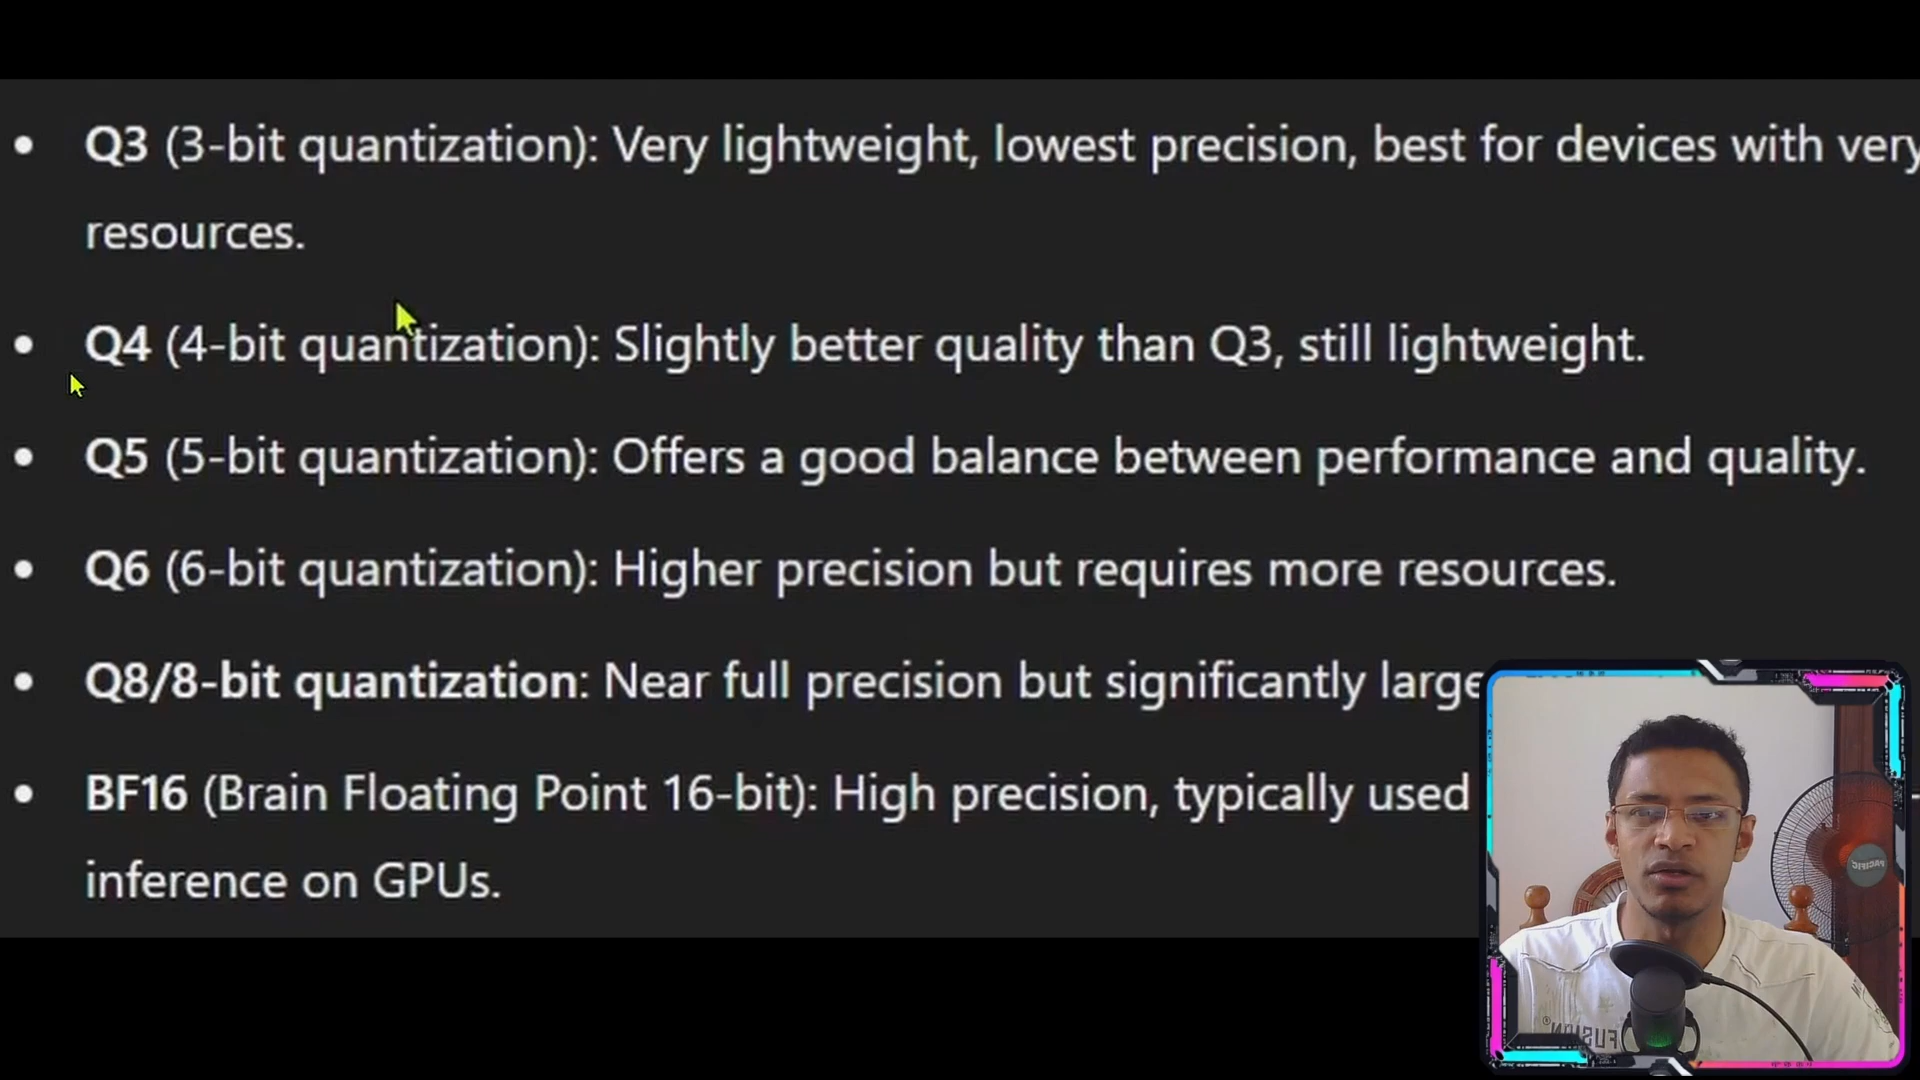 • Q3 (3-bit quantization): Very lightweight, lowest precision, best for devices with very
resources.
• Q4 (4-bit quantization): Slightly better quality than Q3, still lightweight.
• Q5 (5-bit quantization): Offers a good balance between performance and quality.
• Q6 (6-bit quantization): Higher precision but requires more resources.
• Q8/8-bit quantization: Near full precision but significantly large
• BF16 (Brain Floating Point 16-bit): High precision, typically used
inference on GPUs.
PACIFIC
FUSION